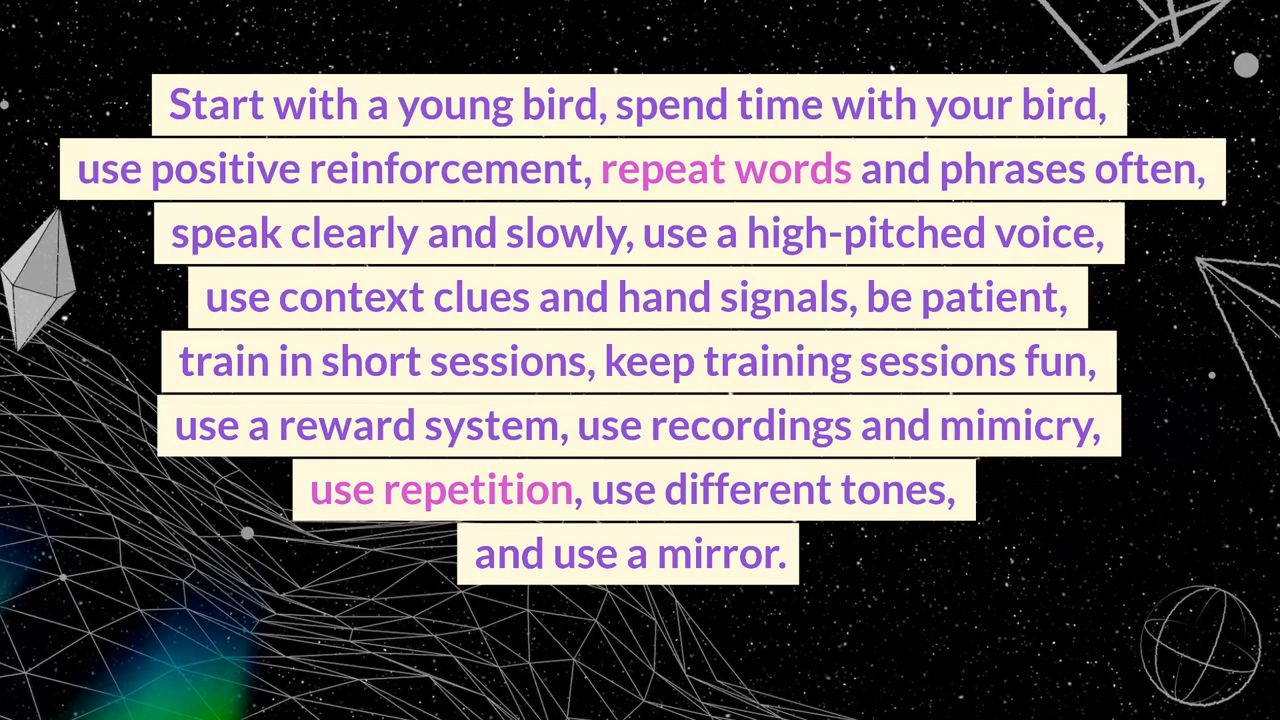 Start with a young bird, spend time with your bird,
use positive reinforcement, repeat words and phrases often,
speak clearly and slowly, use a high-pitched voice,
use context clues and hand signals, be patient,
train in short sessions, keep training sessions fun,
use a reward system, use recordings and mimicry,
use repetition, use different tones,
and use a mirror.